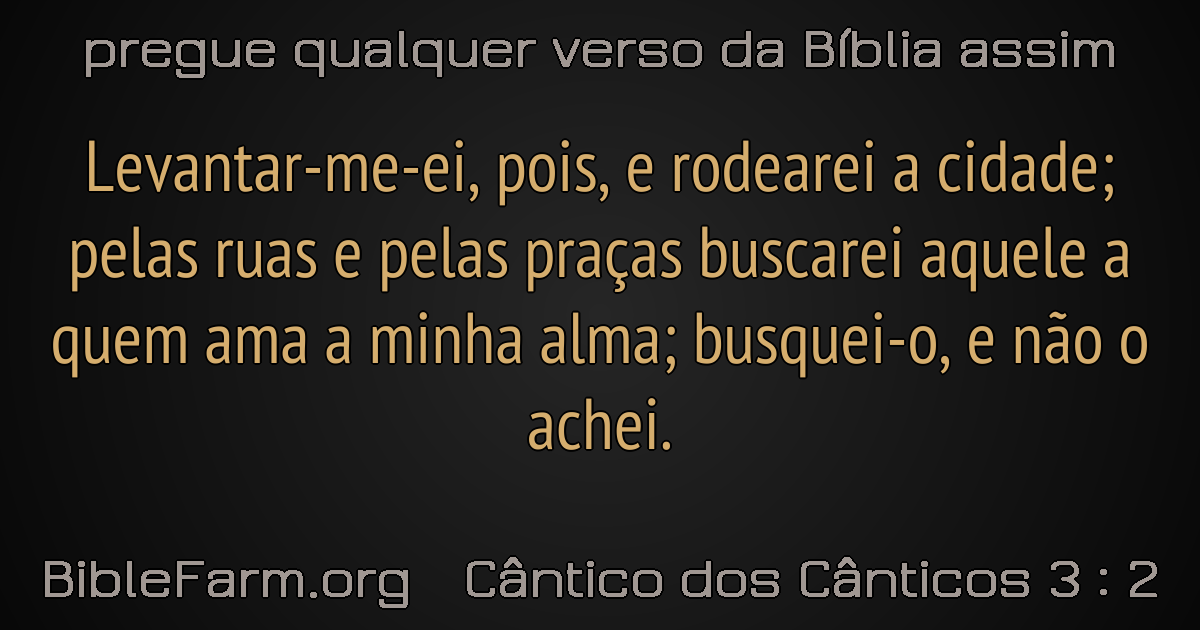 pregue qualquer verso da Bíblia assim
Levantar-me-ei, pois, e rodearei a cidade;
pelas ruas e pelas praças buscarei aquele a
quem ama a minha alma; busquei-o, e não o
achei.
BibleFarm.org Cântico dos Cânticos 3 : 2